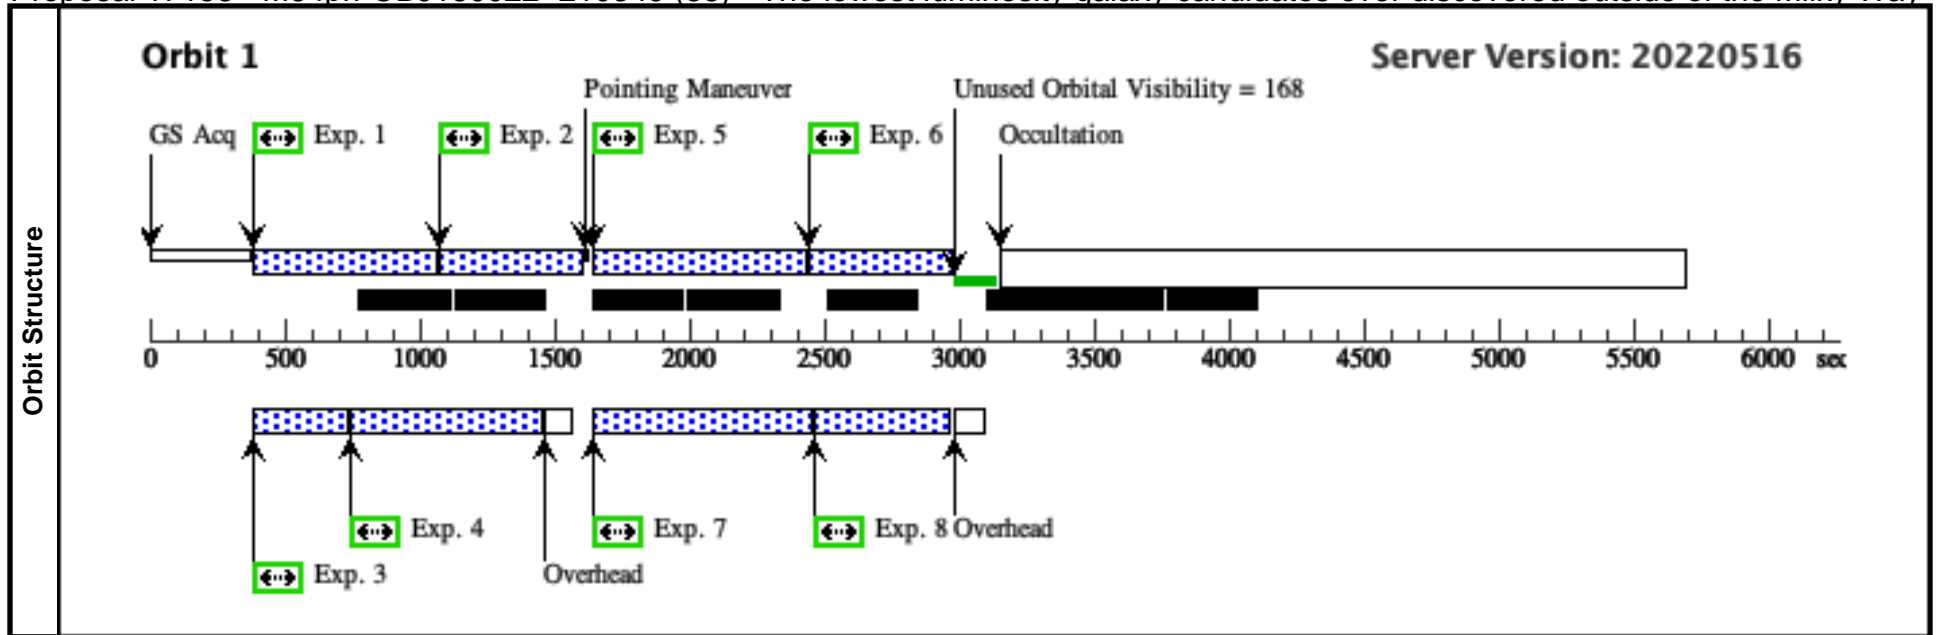 Orbit Structure
Orbit 1
Server Version: 20220516
Pointing Maneuver
Unused Orbital Visibility = 168
GS Acq
Exp. 1
Exp. 2
Exp. 5
Exp. 6
Occultation
0 500 1000 1500 2000 2500 3000 3500 4000 4500 5000 5500 6000 sec
Exp. 4
Exp. 7
Exp. 8
Overhead
Exp. 3
Overhead